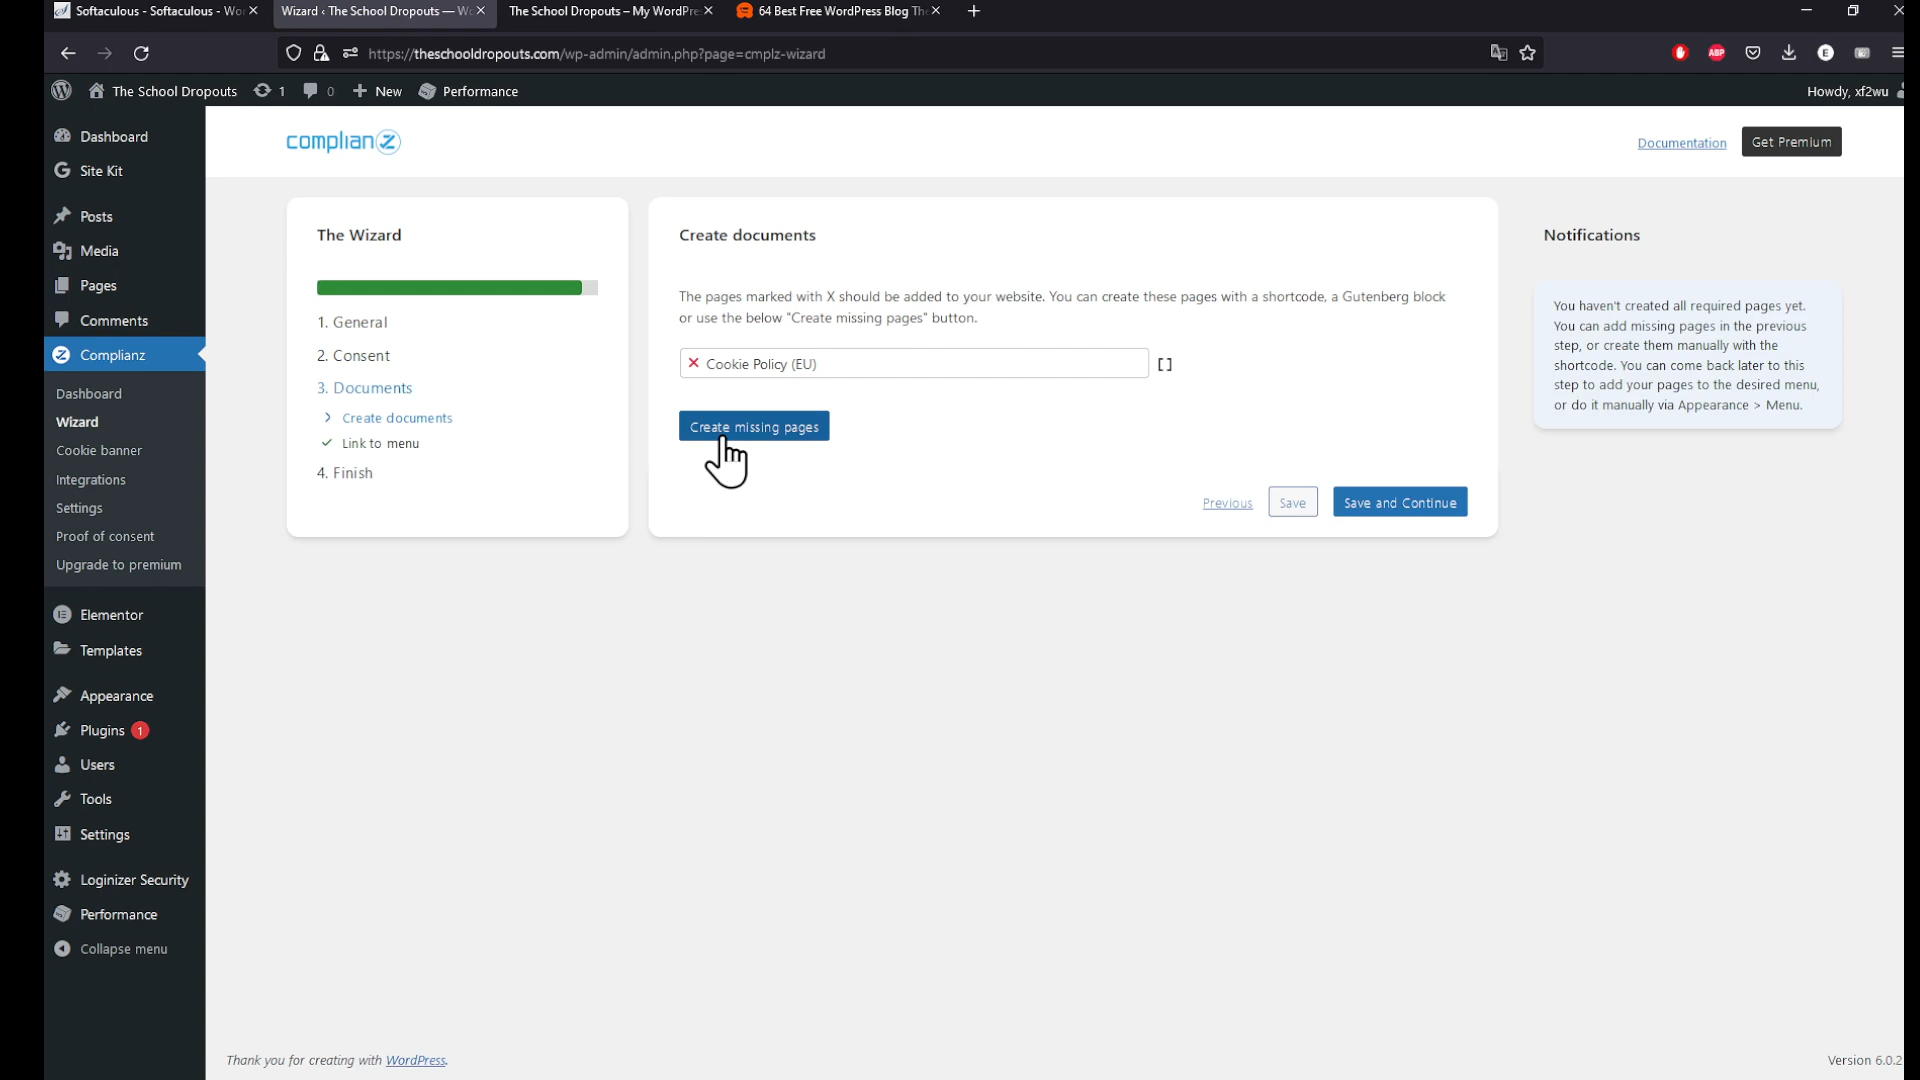 Softaculous - Softaculous - Wo
Wizard ‹ The School Dropouts — Wo
The School Dropouts – My WordPre
64 Best Free WordPress Blog The
https://theschooldropouts.com/wp-admin/admin.php?page=cmplz-wizard
ABP
E
The School Dropouts
1
0
New
Performance
Howdy, xf2wu
Dashboard
Site Kit
Posts
Media
Pages
Comments
Complianz
Dashboard
Wizard
Cookie banner
Integrations
Settings
Proof of consent
Upgrade to premium
Elementor
Templates
Appearance
Plugins 1
Users
Tools
Settings
Loginizer Security
Performance
Collapse menu
complianz
Documentation
Get Premium
The Wizard
1. General
2. Consent
3. Documents
Create documents
Link to menu
4. Finish
Create documents
The pages marked with X should be added to your website. You can create these pages with a shortcode, a Gutenberg block
or use the below "Create missing pages" button.
Cookie Policy (EU)
[ ]
Create missing pages
Previous
Save
Save and Continue
Notifications
You haven't created all required pages yet.
You can add missing pages in the previous
step, or create them manually with the
shortcode. You can come back later to this
step to add your pages to the desired menu,
or do it manually via Appearance > Menu.
Thank you for creating with WordPress.
Version 6.0.2